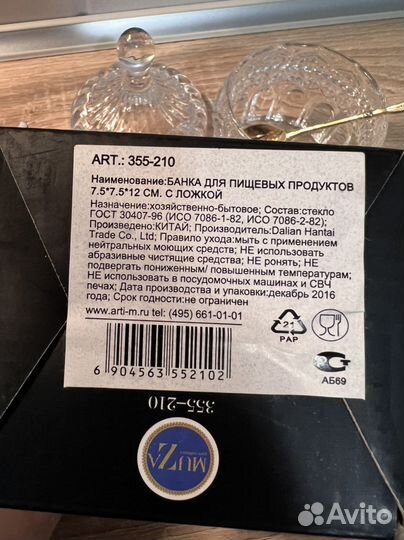 ART.: 355-210
Наименование:БАНКА ДЛЯ ПИЩЕВЫХ ПРОДУКТОВ
7.5*7.5*12 СМ. С ЛОЖКОЙ
Назначение:хозяйственно-бытовое; Состав:стекло
ГОСТ 30407-96 (ИСО 7086-1-82, ИСО 7086-2-82);
Произведено:КИТАЙ; Производитель:Dalian Hantai
Trade Co., Ltd; Правило ухода:мыть с применением
нейтральных моющих средств; НЕ использовать
абразивные чистящие средства; НЕ ронять; НЕ
подвергать пониженным/ повышенным температурам;
НЕ использовать в посудомоечных машинах и СВЧ
печах; Дата производства и упаковки:декабрь 2016
года; Срок годности:не ограничен
www.arti-m.ru tel: (495) 661-01-01
6 904563 552102
21
PAP
АБ69
355-210
MUZA
Avito